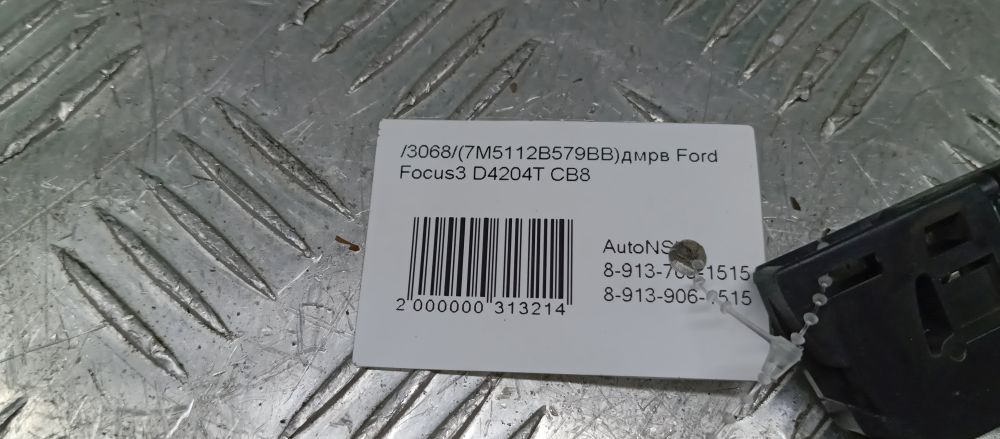 /3068/(7M5112B579BB)дмрв Ford
Focus3 D4204T CB8
2 000000 313214